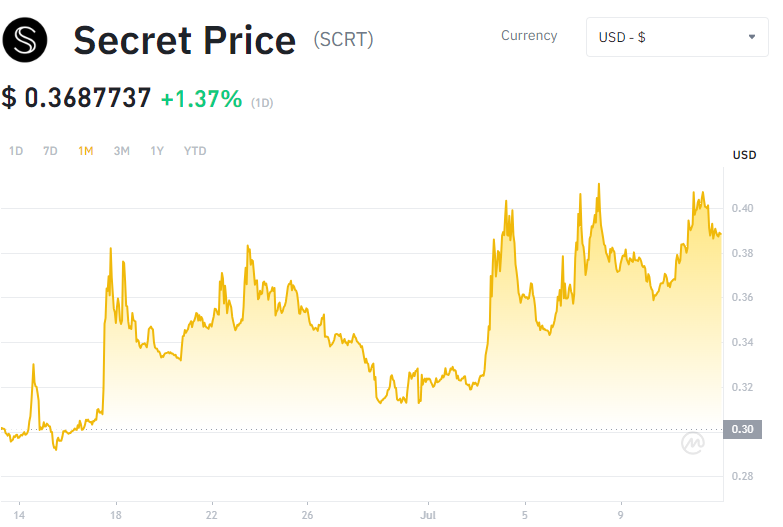 Secret Price (SCRT)
Currency
USD - $
$ 0.3687737 +1.37% (1D)
1D 7D 1M 3M 1Y YTD
USD
0.40
0.38
0.36
0.34
0.32
0.30
0.28
14 18 22 26 Jul 5 9